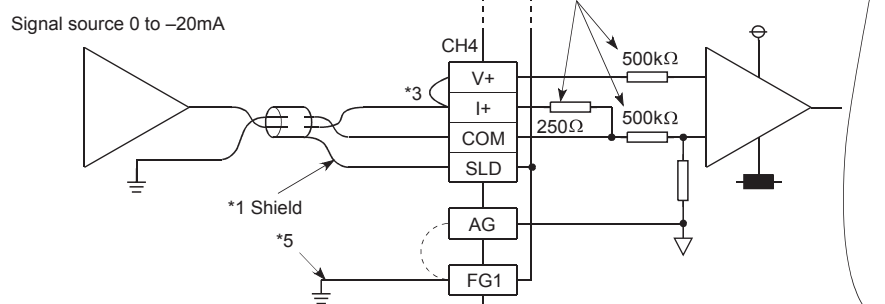 Signal source 0 to –20mA
CH4
V+
500kΩ
*3
I+
250Ω
500kΩ
COM
SLD
*1 Shield
AG
*5
FG1